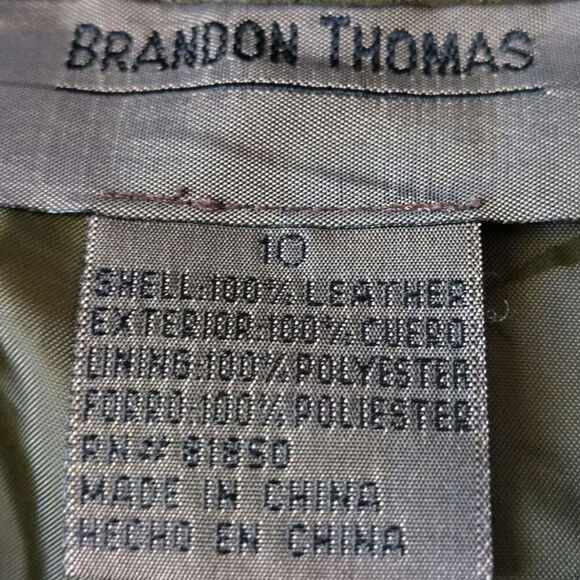 BRANDON THOMAS
10
SHELL:100% LEATHER
EXTERIOR:100% CUERO
LINING:100% POLYESTER
FORRO:100% POLIESTER
RN# 81850
MADE IN CHINA
HECHO EN CHINA